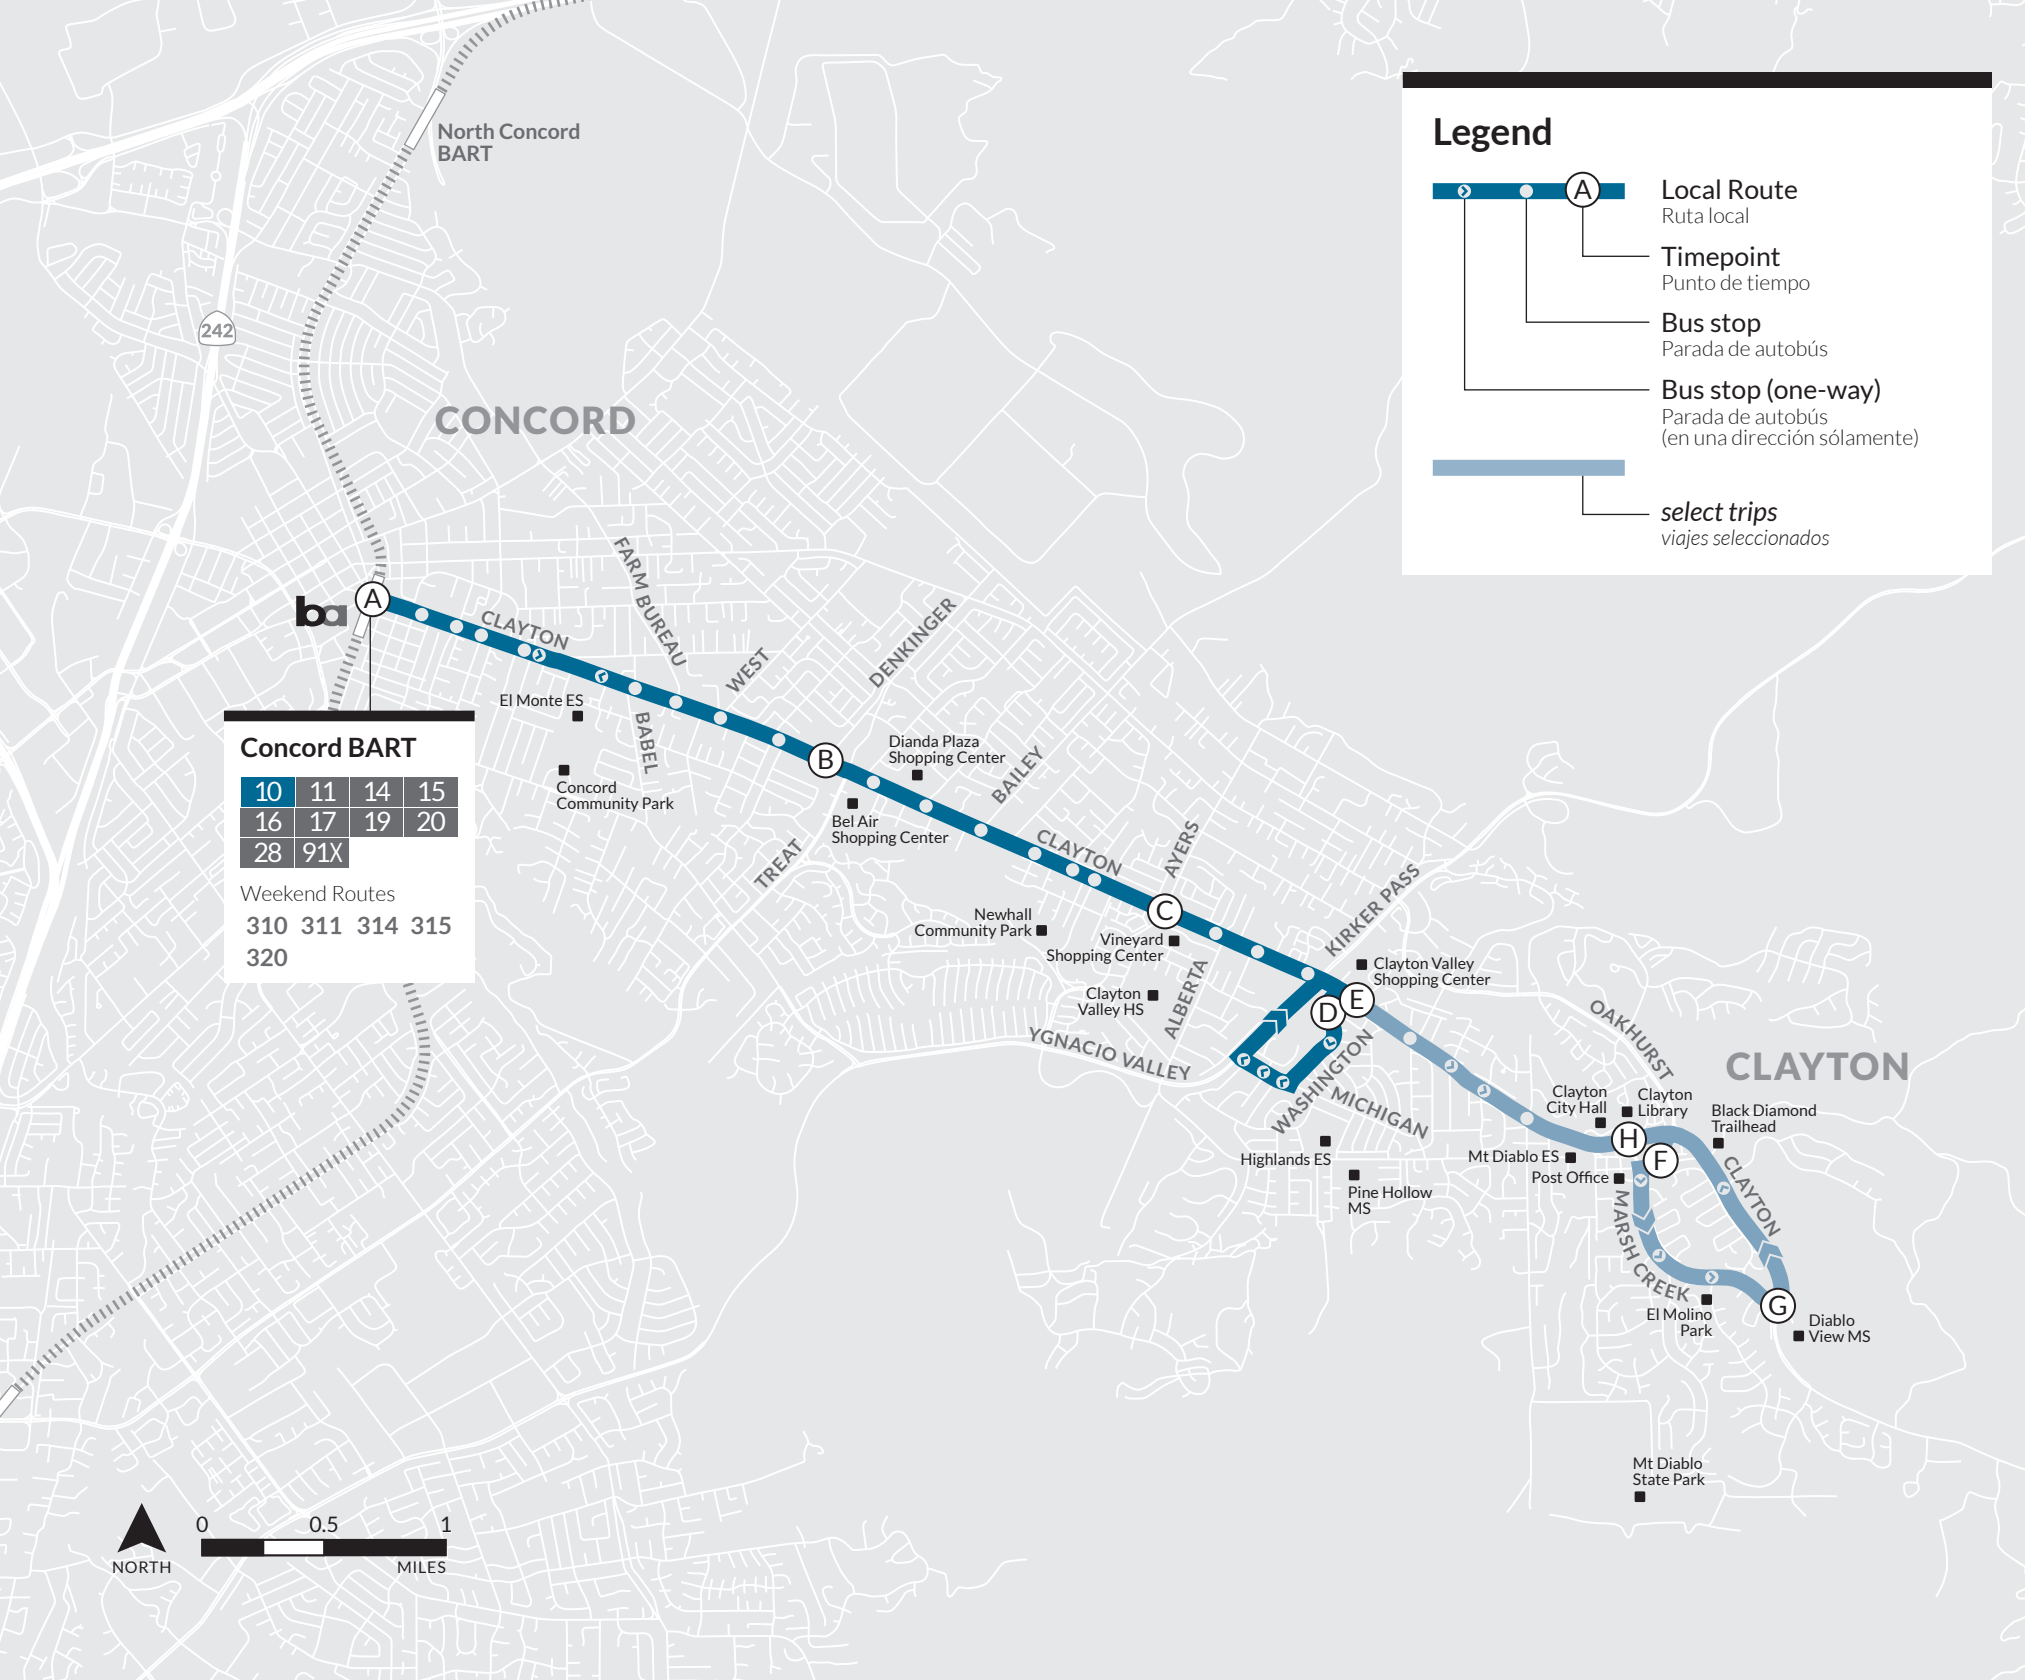 North Concord
BART
242
CONCORD
Legend
A
Local Route
Ruta local
Timepoint
Punto de tiempo
Bus stop
Parada de autobús
Bus stop (one-way)
Parada de autobús
(en una dirección sólamente)
select trips
viajes seleccionados
ba
A
CLAYTON
FARM BUREAU
WEST
DENKINGER
El Monte ES
BABEL
Concord
Community Park
B
Dianda Plaza
Shopping Center
BAILEY
Bel Air
Shopping Center
TREAT
CLAYTON
AYERS
C
Newhall
Community Park
Vineyard
Shopping Center
Clayton
Valley HS
ALBERTA
KIRKER PASS
Clayton Valley
Shopping Center
D
E
YGNACIO VALLEY
WASHINGTON
MICHIGAN
Highlands ES
Pine Hollow
MS
OAKHURST
CLAYTON
Clayton
City Hall
Clayton
Library
Black Diamond
Trailhead
H
F
Mt Diablo ES
Post Office
CLAYTON
MARSH CREEK
El Molino
Park
G
Diablo
View MS
Mt Diablo
State Park
Concord BART
10 11 14 15
16 17 19 20
28 91X
Weekend Routes
310 311 314 315
320
0 0.5 1
NORTH
MILES